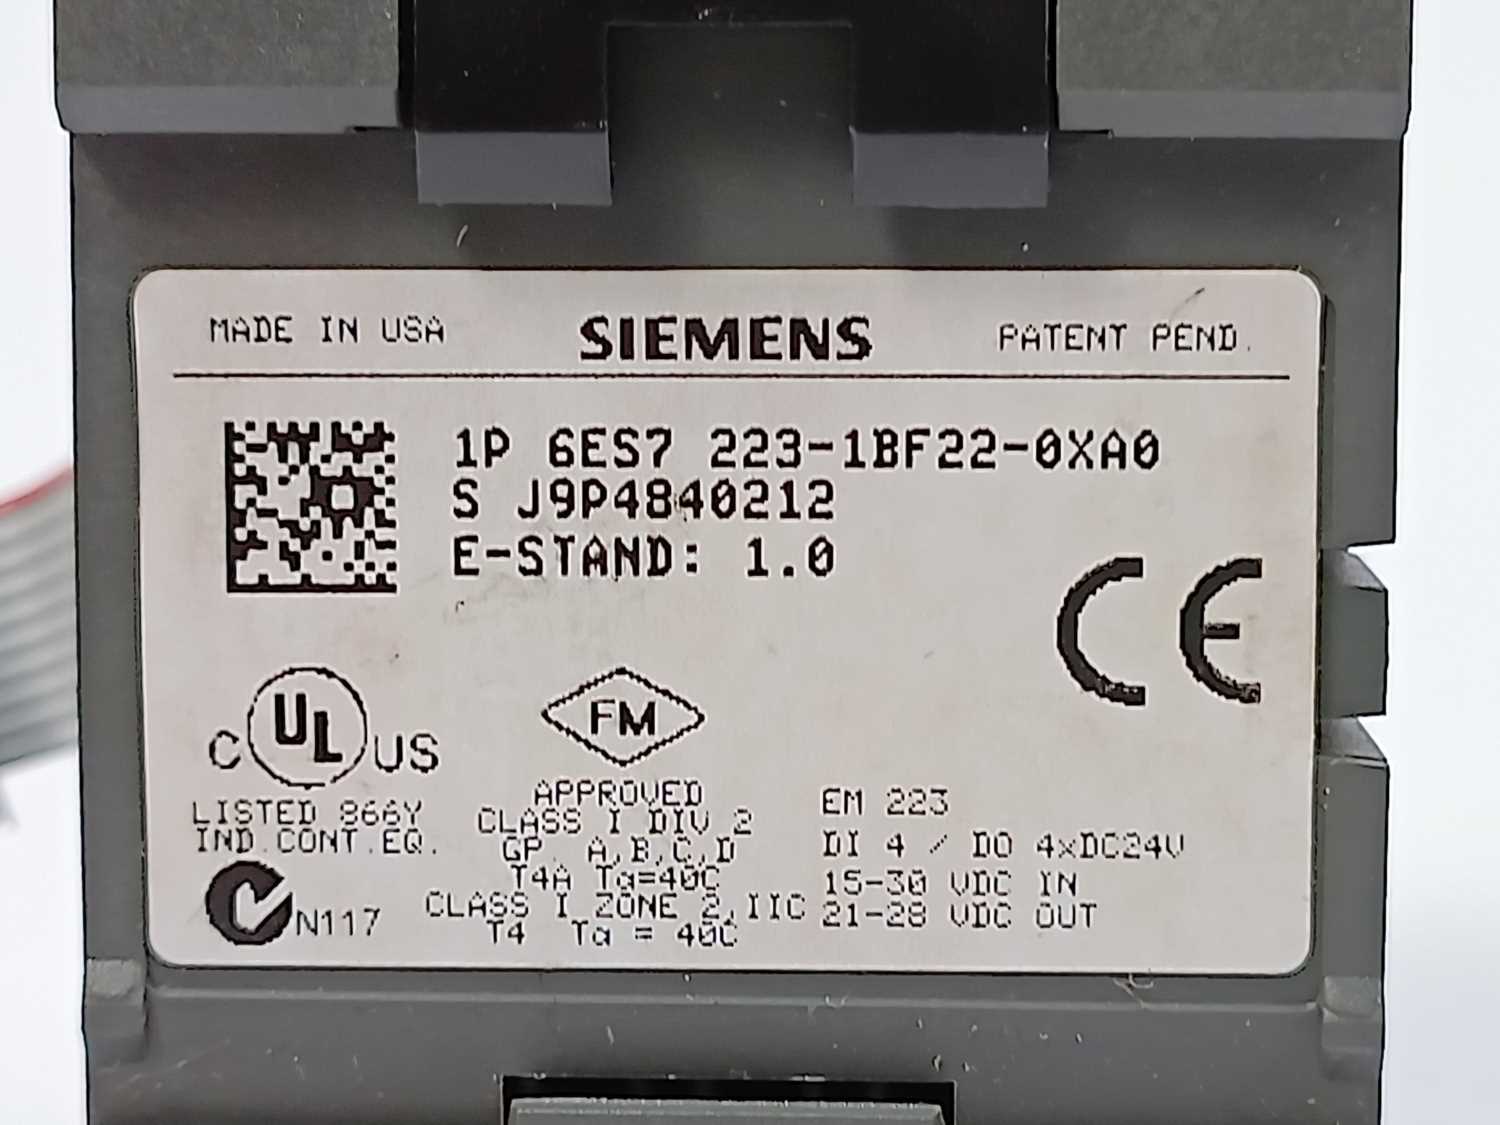 MADE IN USA
SIEMENS
PATENT PEND.
1P 6ES7 223-1BF22-0XA0
S J9P4840212
E-STAND: 1.0
CE
C UL US
LISTED 866Y
IND.CONT.EQ.
N117
FM
APPROVED
CLASS I DIV 2
GP. A,B,C,D
T4A Ta=40C
CLASS I ZONE 2,IIC
T4 Ta = 40C
EM 223
DI 4 / DO 4xDC24V
15-30 VDC IN
21-28 VDC OUT